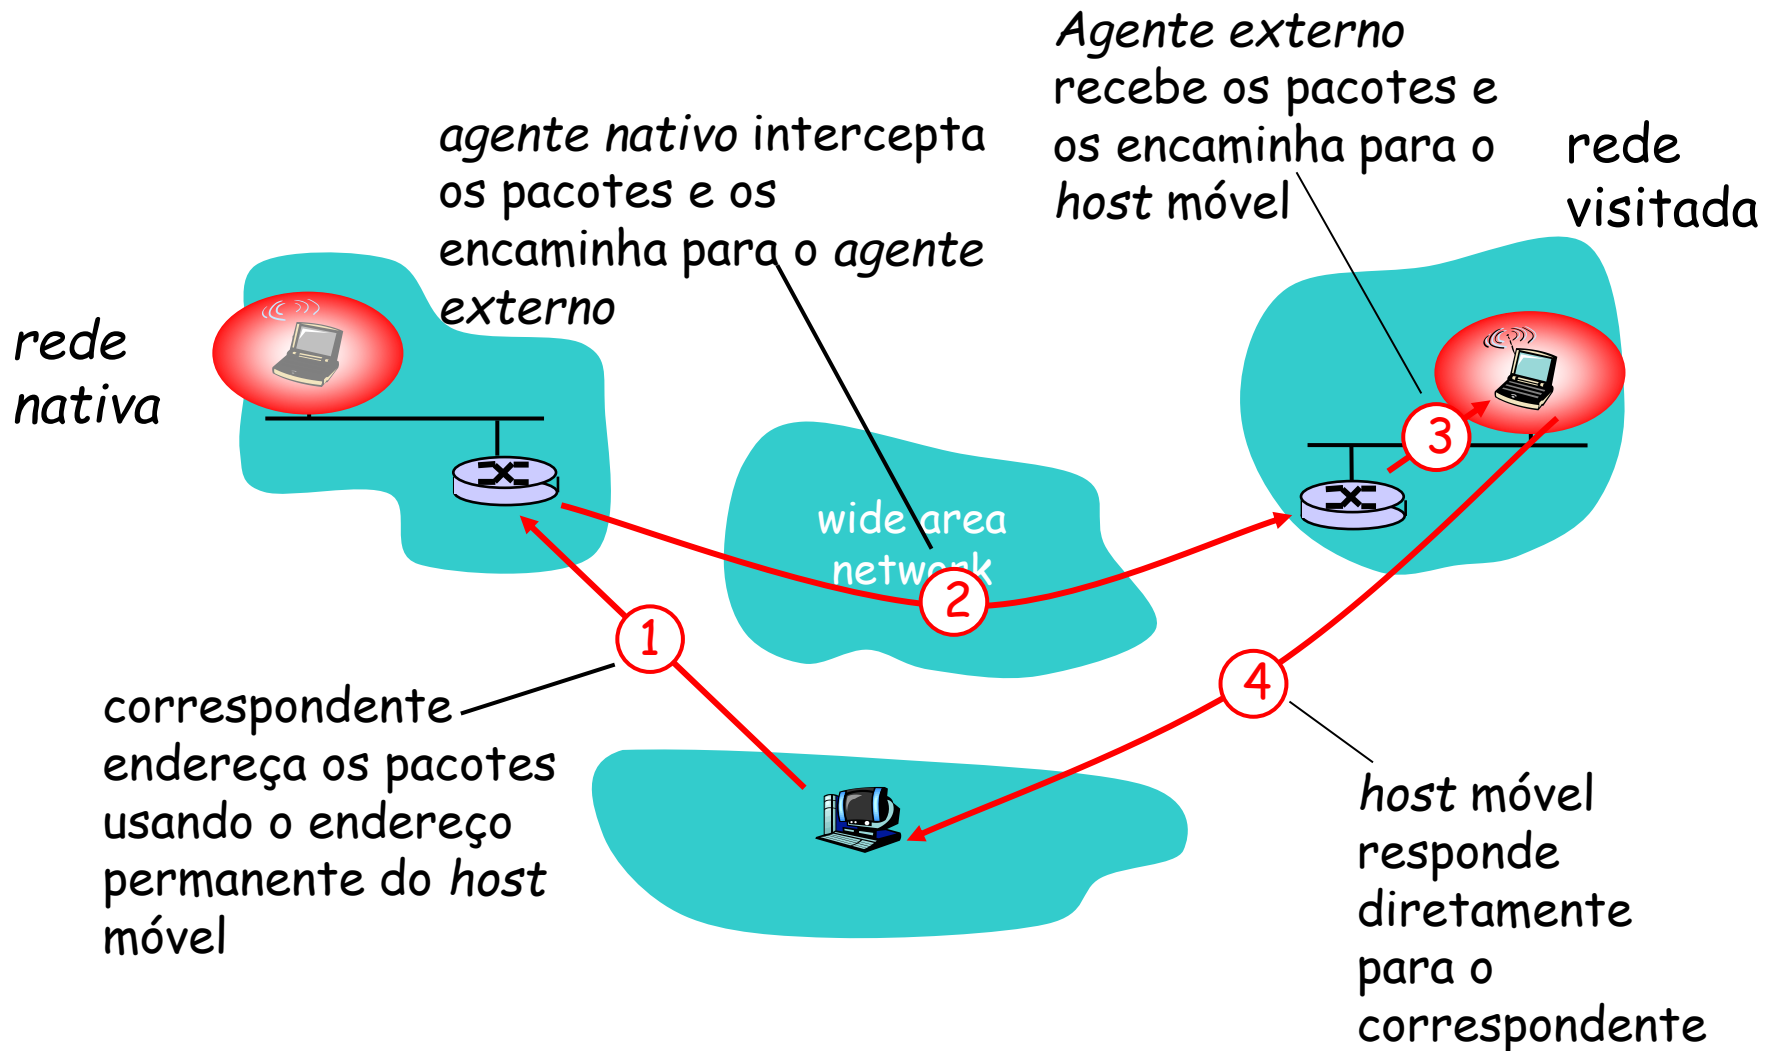 Agente externo
recebe os pacotes e
os encaminha para o
host móvel
rede
visitada
agente nativo intercepta
os pacotes e os
encaminha para o agente
externo
rede
nativa
3
wide area
network
2
1
4
correspondente
endereça os pacotes
usando o endereço
permanente do host
móvel
host móvel
responde
diretamente
para o
correspondente